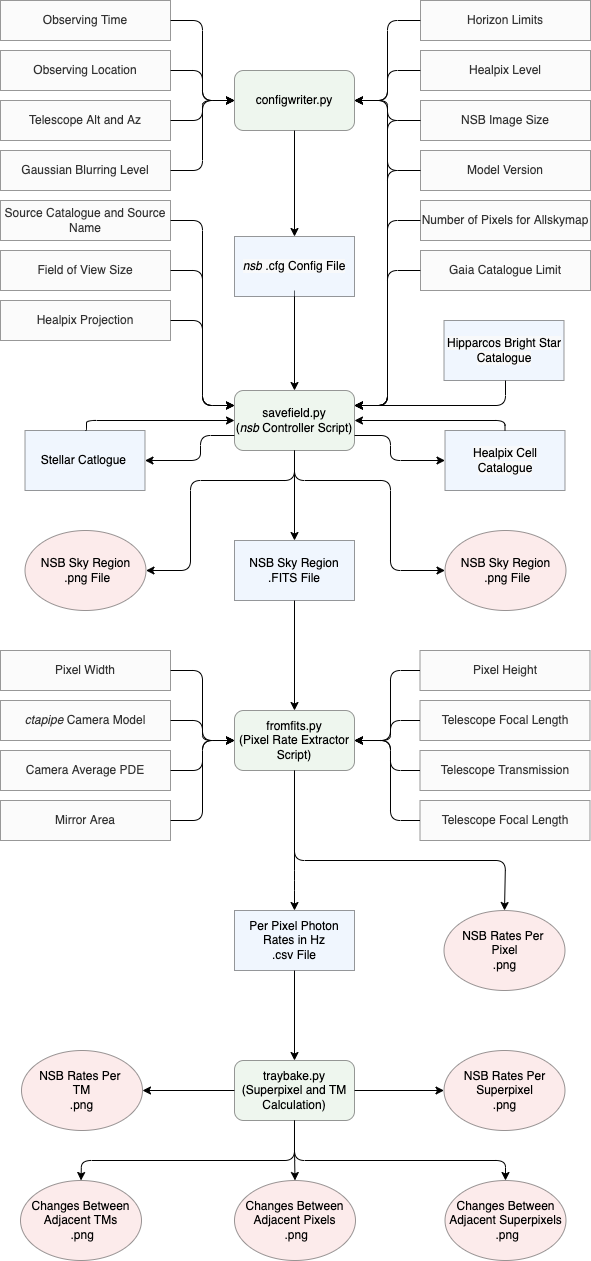 Observing Time
Horizon Limits
Observing Location
Healpix Level
configwriter.py
Telescope Alt and Az
NSB Image Size
Gaussian Blurring Level
Model Version
Source Catalogue and Source
Name
Number of Pixels for Allskymap
Field of View Size
nsb .cfg Config File
Gaia Catalogue Limit
Healpix Projection
Hipparcos Bright Star
Catalogue
savefield.py
(nsb Controller Script)
Stellar Catlogue
Healpix Cell
Catalogue
NSB Sky Region
.png File
NSB Sky Region
.FITS File
NSB Sky Region
.png File
Pixel Width
Pixel Height
ctapipe Camera Model
fromfits.py
(Pixel Rate Extractor
Script)
Telescope Focal Length
Camera Average PDE
Telescope Transmission
Mirror Area
Telescope Focal Length
Per Pixel Photon
Rates in Hz
.csv File
NSB Rates Per
Pixel
.png
NSB Rates Per
TM
.png
traybake.py
(Superpixel and TM
Calculation)
NSB Rates Per
Superpixel
.png
Changes Between
Adjacent TMs
.png
Changes Between
Adjacent Pixels
.png
Changes Between
Adjacent Superpixels
.png